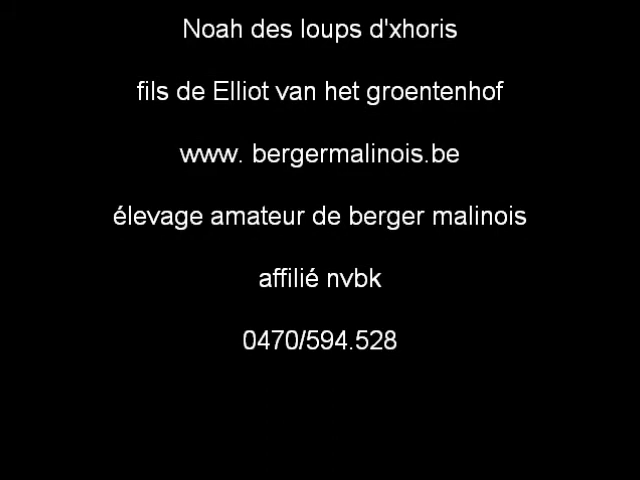 Noah des loups d'xhoris
fils de Elliot van het groentenhof
www. bergermalinois.be
élevage amateur de berger malinois
affilié nvbk
0470/594.528